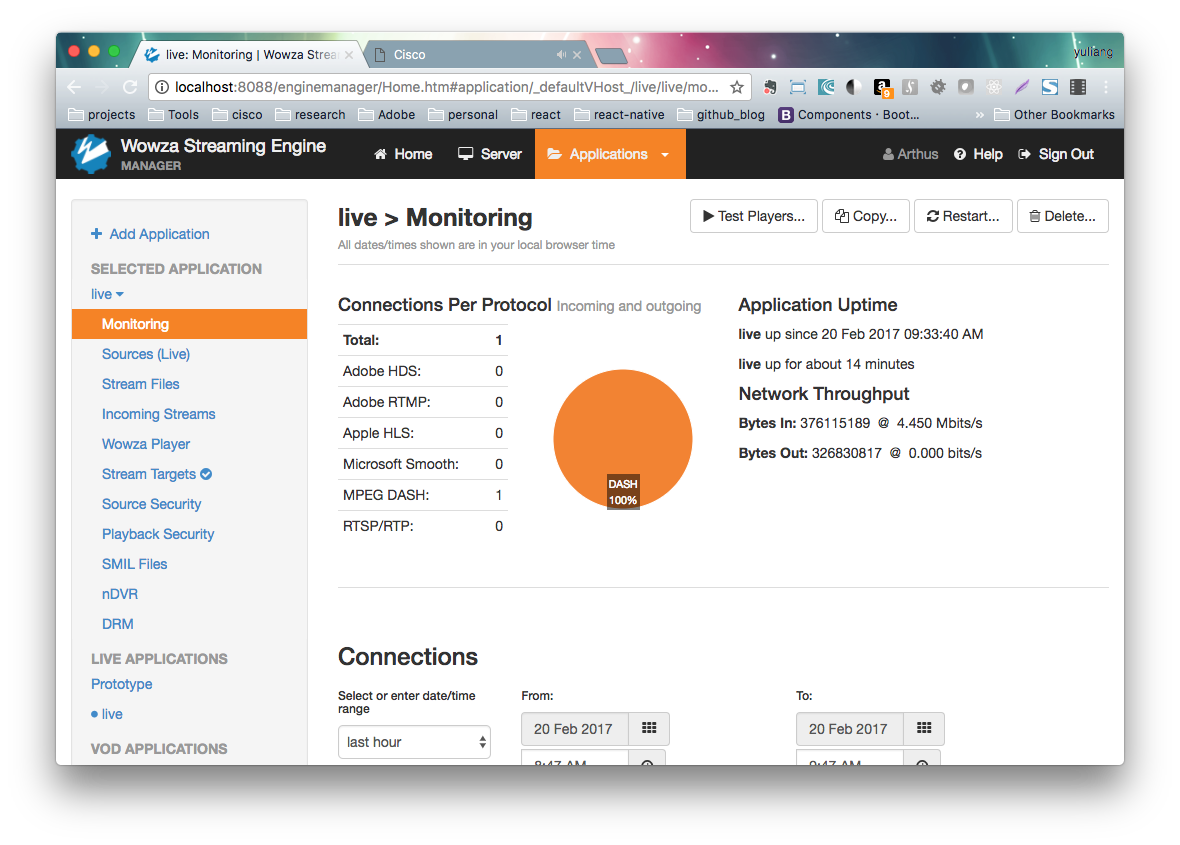 live: Monitoring | Wowza Strea
Cisco
yuliang
localhost:8088/enginemanager/Home.htm#application/_defaultVHost_/live/live/mo...
9
projects
Tools
cisco
research
Adobe
personal
react
react-native
github_blog
B Components · Boot...
»
Other Bookmarks
Wowza Streaming Engine
MANAGER
Home
Server
Applications
Arthus
Help
Sign Out
+ Add Application
SELECTED APPLICATION
live
Monitoring
Sources (Live)
Stream Files
Incoming Streams
Wowza Player
Stream Targets
Source Security
Playback Security
SMIL Files
nDVR
DRM
LIVE APPLICATIONS
Prototype
live
VOD APPLICATIONS
live > Monitoring
All dates/times shown are in your local browser time
Test Players...
Copy...
Restart...
Delete...
Connections Per Protocol Incoming and outgoing
Total: 1
Adobe HDS: 0
Adobe RTMP: 0
Apple HLS: 0
Microsoft Smooth: 0
MPEG DASH: 1
RTSP/RTP: 0
DASH
100%
Application Uptime
live up since 20 Feb 2017 09:33:40 AM
live up for about 14 minutes
Network Throughput
Bytes In: 376115189 @ 4.450 Mbits/s
Bytes Out: 326830817 @ 0.000 bits/s
Connections
Select or enter date/time
range
last hour
From:
20 Feb 2017
8:47 AM
To:
20 Feb 2017
9:47 AM